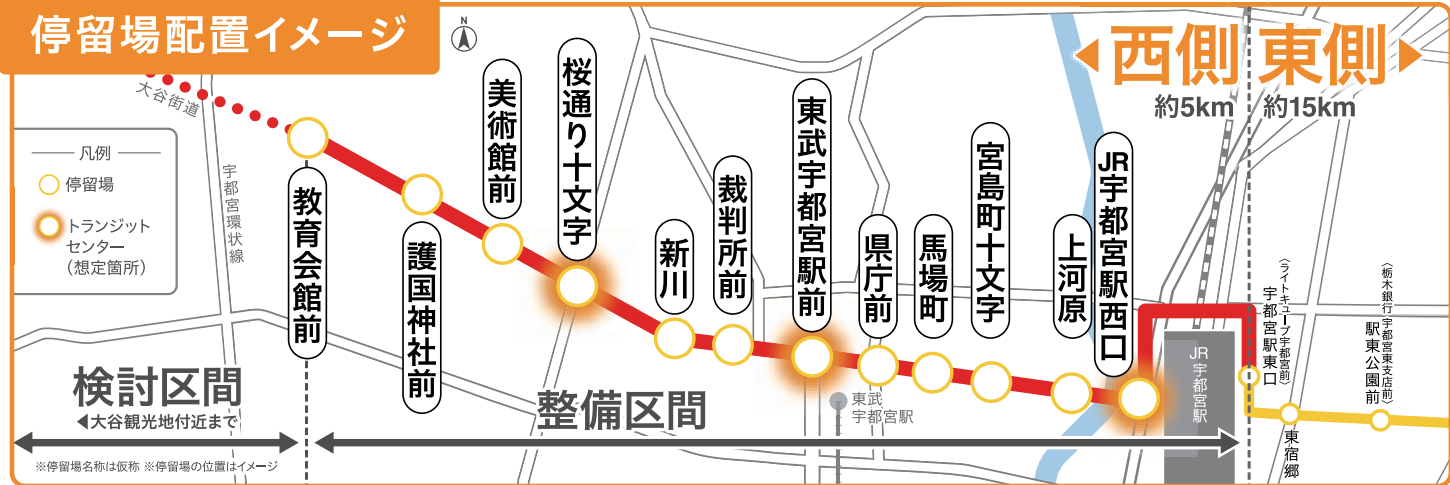 停留場配置イメージ
N
◀西側 東側▶
約5km 約15km
大谷街道
凡例
停留場
トランジット
センター
（想定箇所）
宇都宮環状線
教育会館前
護国神社前
美術館前
桜通り十文字
新川
裁判所前
東武宇都宮駅前
県庁前
馬場町
宮島町十文字
上河原
JR宇都宮駅西口
JR宇都宮駅
宇都宮駅東口
（ライトキューブ宇都宮前）
東宿郷
駅東公園前
（栃木銀行 宇都宮東支店前）
東武
宇都宮駅
検討区間
◀大谷観光地付近まで
整備区間
※停留場名称は仮称 ※停留場の位置はイメージ